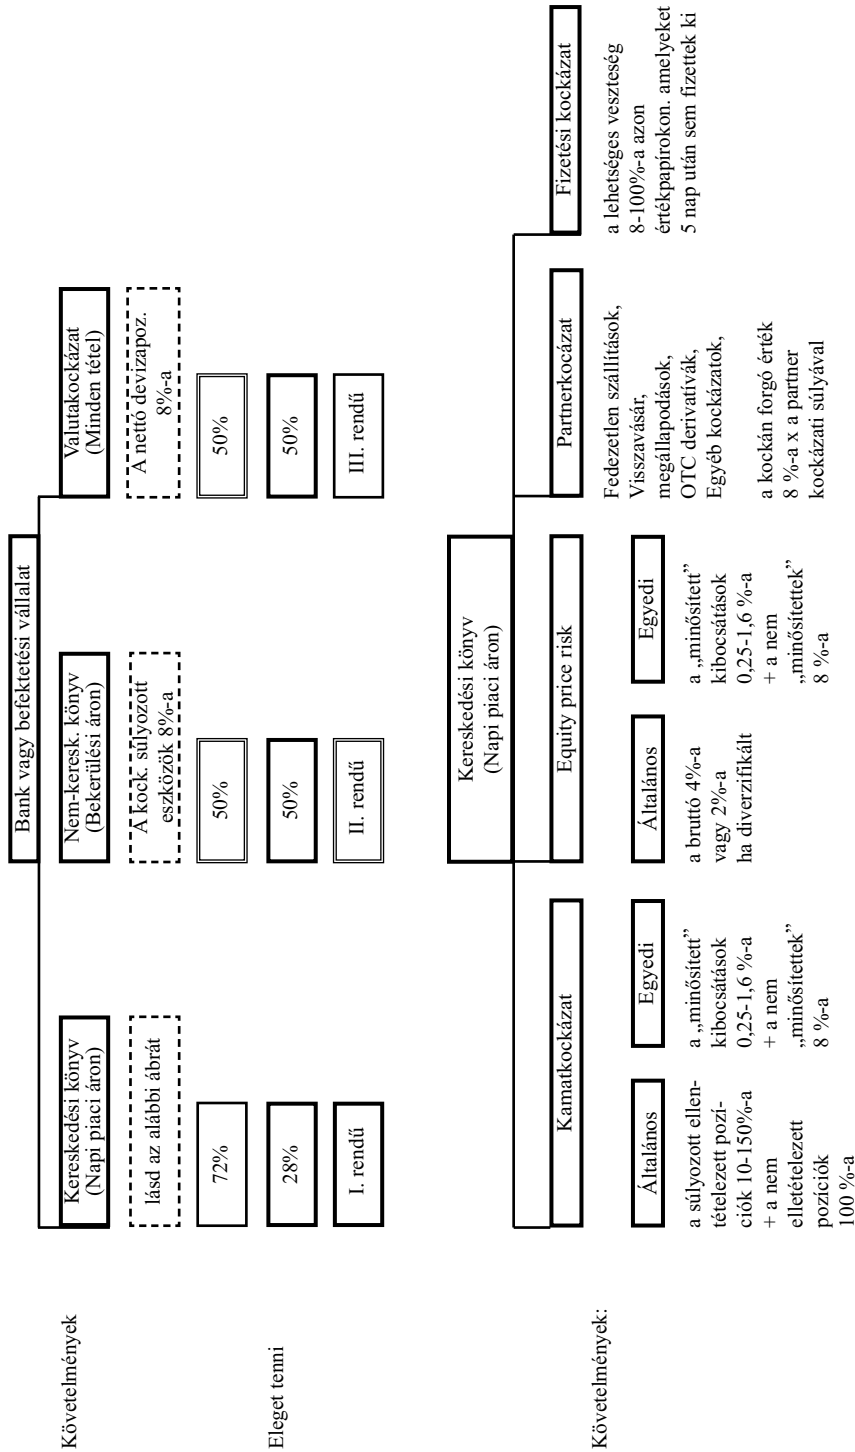 Bank vagy befektetési vállalat
Követelmények
Kereskedési könyv
(Napi piaci áron)
Nem-keresk. könyv
(Bekerülési áron)
Valutakockázat
(Minden tétel)
lásd az alábbi ábrát
A kock. súlyozott
eszközök 8%-a
A nettó devizapoz.
8%-a
72%
50%
50%
Eleget tenni
28%
50%
50%
I. rendű
II. rendű
III. rendű
Kereskedési könyv
(Napi piaci áron)
Követelmények:
Kamatkockázat
Equity price risk
Partnerkocázat
Fizetési kockázat
Általános
a súlyozott ellen-
tételezett pozí-
ciók 10-150%-a
+ a nem
elletételezett
pozíciók
100 %-a
Egyedi
a „minősített”
kibocsátások
0,25-1,6 %-a
+ a nem
„minősítettek”
8 %-a
Általános
a bruttó 4%-a
vagy 2%-a
ha diverzifikált
Egyedi
a „minősített”
kibocsátások
0,25-1,6 %-a
+ a nem
„minősítettek”
8 %-a
Fedezetlen szállítások,
Visszavásár,
megállapodások,
OTC derivatívák,
Egyéb kockázatok,
a kockán forgó érték
8 %-a x a partner
kockázati súlyával
a lehetséges veszteség
8-100%-a azon
értékpapírokon. amelyeket
5 nap után sem fizettek ki